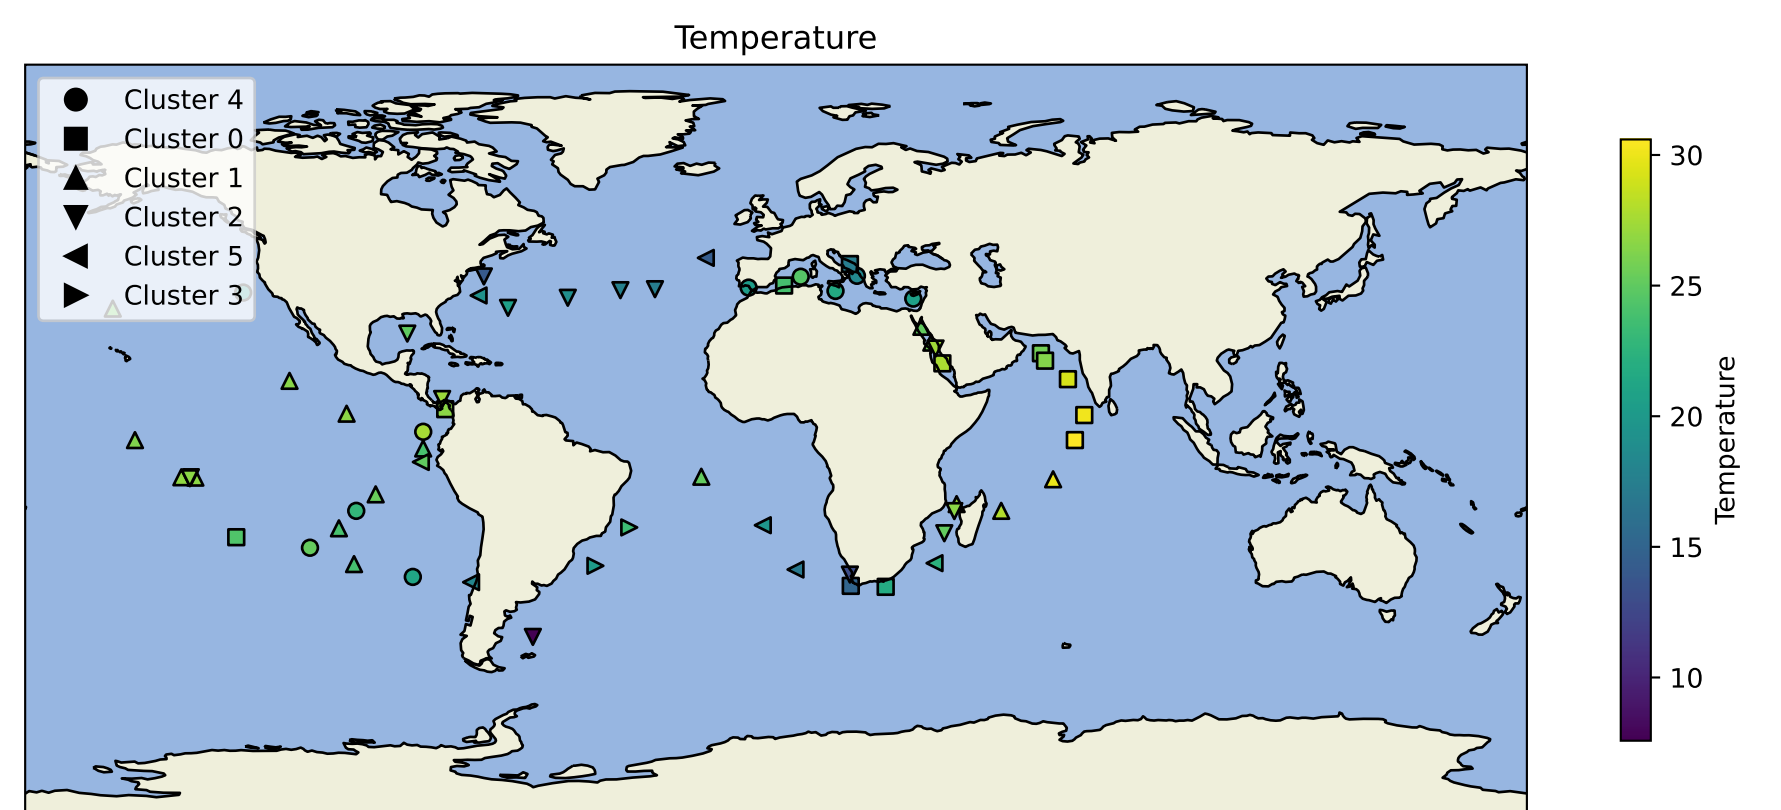 Temperature
Cluster 4
Cluster 0
Cluster 1
Cluster 2
Cluster 5
Cluster 3
30
25
20
15
10
Temperature